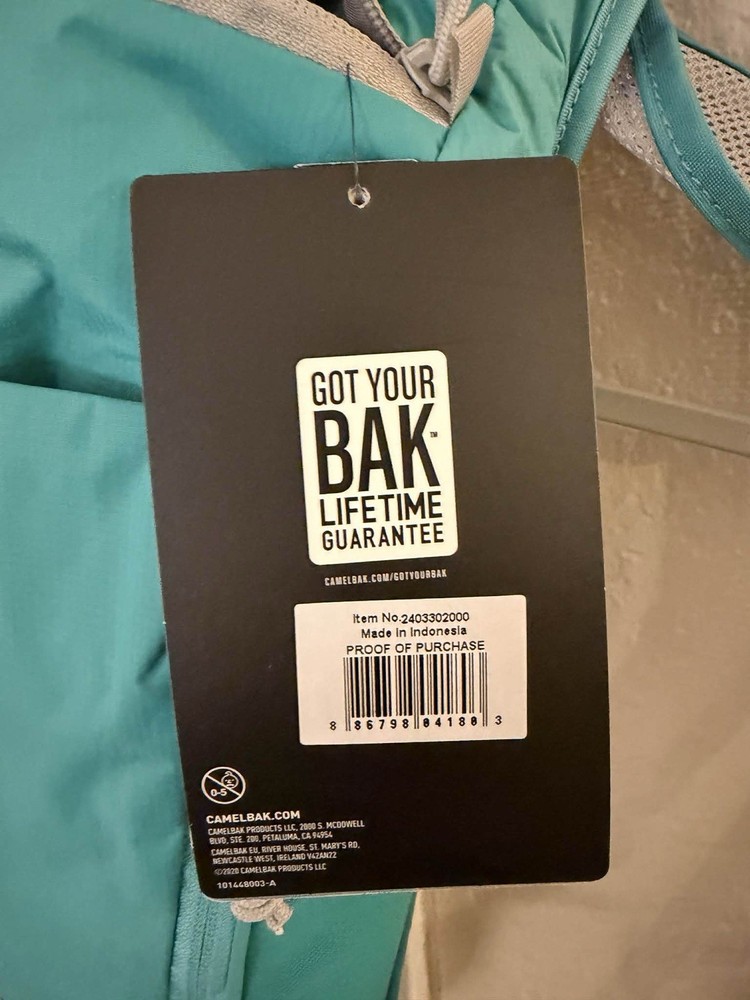 GOT YOUR
BAK™
LIFETIME
GUARANTEE
CAMELBAK.COM/GOTYOURBAK
Item No:2403302000
Made In Indonesia
PROOF OF PURCHASE
8 86798 04180 3
0-5
CAMELBAK.COM
CAMELBAK PRODUCTS LLC, 2000 S. MCDOWELL
BLVD, STE. 200, PETALUMA, CA 94954
CAMELBAK EU, RIVER HOUSE, ST. MARY'S RD,
NEWCASTLE WEST, IRELAND V42AN22
©2020 CAMELBAK PRODUCTS LLC
101448003-A